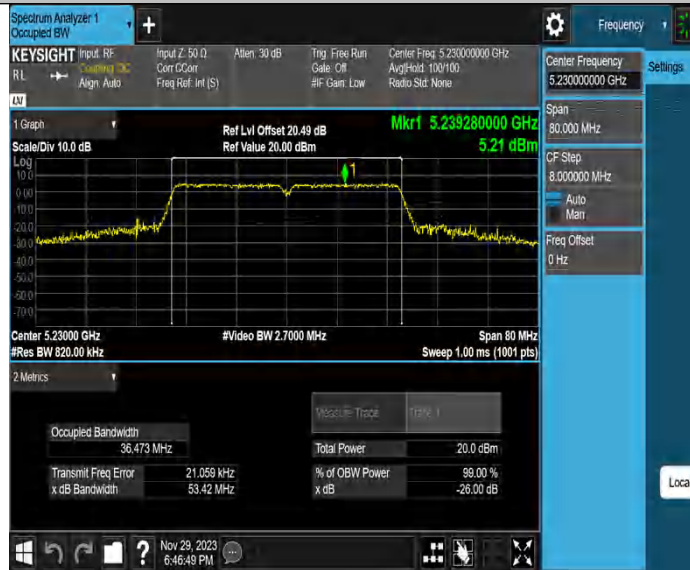 Spectrum Analyzer 1
Occupied BW
+
Frequency
KEYSIGHT Input: RF
Coupling: DC
Align: Auto
RL
Input Z: 50 Ω
Corr CCorr
Freq Ref: Int (S)
Atten: 30 dB
Trig: Free Run
Gate: Off
#IF Gain: Low
Center Freq: 5.230000000 GHz
Avg|Hold: 100/100
Radio Std: None
LXI
1 Graph
Scale/Div 10.0 dB
Ref Lvl Offset 20.49 dB
Ref Value 20.00 dBm
Mkr1 5.239280000 GHz
5.21 dBm
Log
10.0
0.00
-10.0
-20.0
-30.0
-40.0
-50.0
-60.0
-70.0
1
Center 5.23000 GHz
#Res BW 820.00 kHz
#Video BW 2.7000 MHz
Span 80 MHz
Sweep 1.00 ms (1001 pts)
2 Metrics
Measure Trace
Trace 1
Occupied Bandwidth
36.473 MHz
Total Power
20.0 dBm
Transmit Freq Error
21.059 kHz
% of OBW Power
99.00 %
x dB Bandwidth
53.42 MHz
x dB
-26.00 dB
Center Frequency
5.230000000 GHz
Settings
Span
80.000 MHz
CF Step
8.000000 MHz
Auto
Man
Freq Offset
0 Hz
Loca
?
Nov 29, 2023
6:46:49 PM